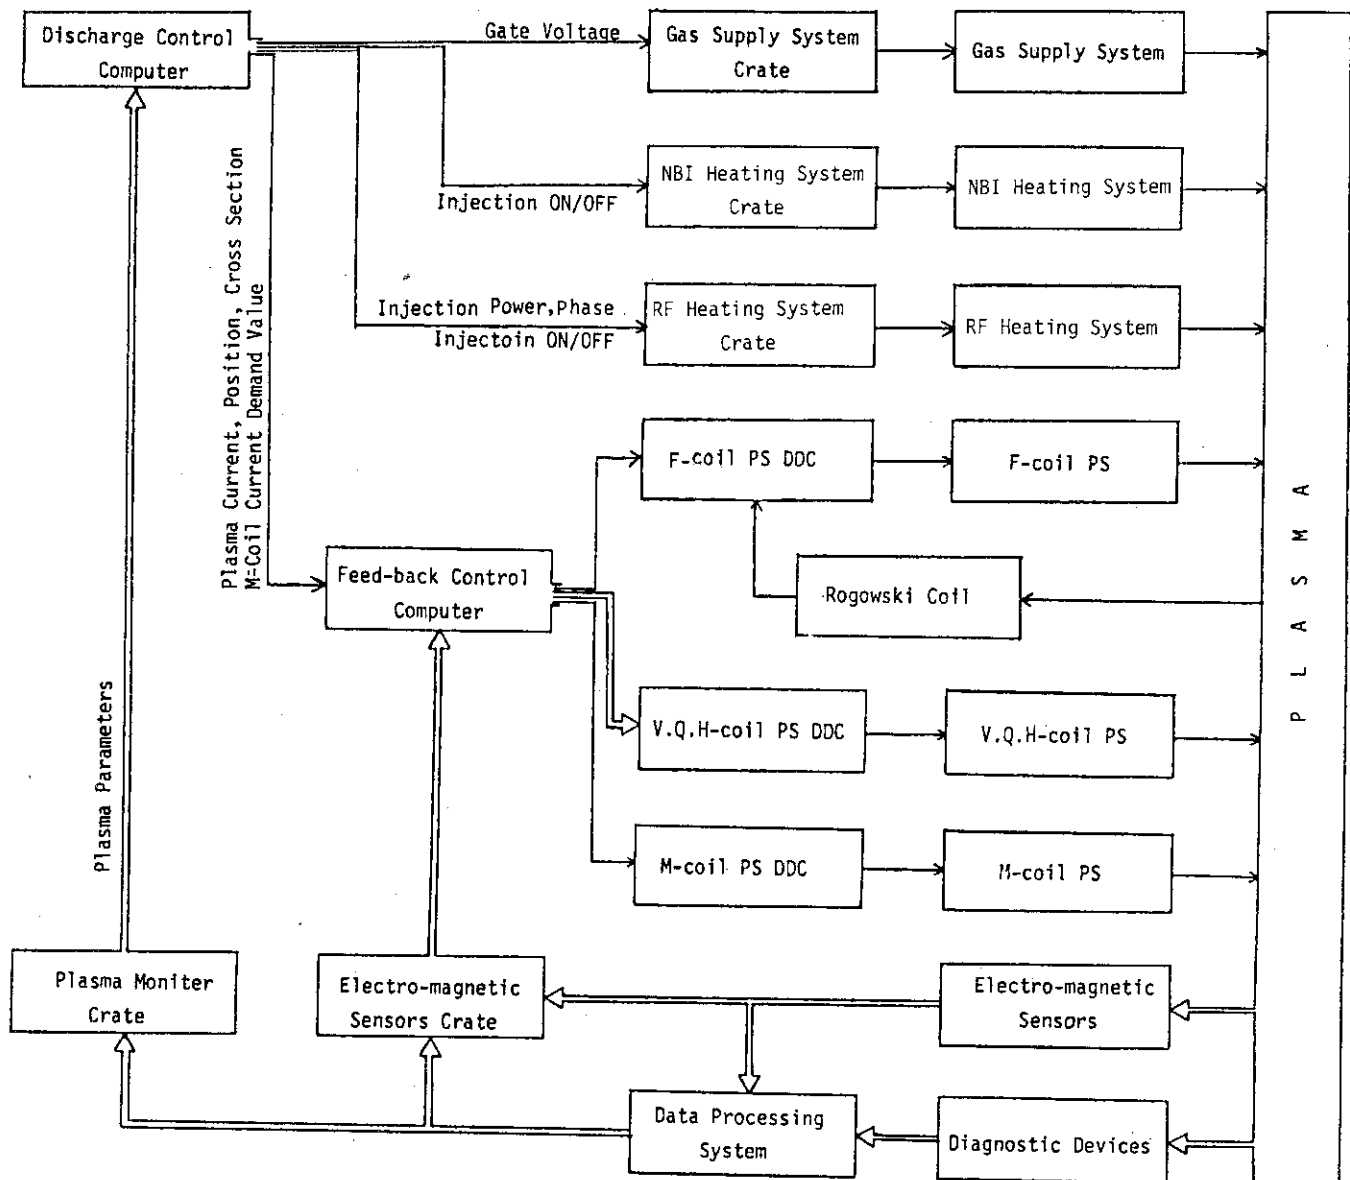 Discharge Control
Computer
Gate Voltage
Gas Supply System
Crate
Gas Supply System
NBI Heating System
Crate
NBI Heating System
Injection ON/OFF
Injection Power,Phase
Injectoin ON/OFF
RF Heating System
Crate
RF Heating System
Plasma Current, Position, Cross Section
M=Coil Current Demand Value
F-coil PS DDC
F-coil PS
Feed-back Control
Computer
Rogowski Coil
PLASMA
Plasma Parameters
V.Q.H-coil PS DDC
V.Q.H-coil PS
M-coil PS DDC
M-coil PS
Plasma Moniter
Crate
Electro-magnetic
Sensors Crate
Electro-magnetic
Sensors
Data Processing
System
Diagnostic Devices